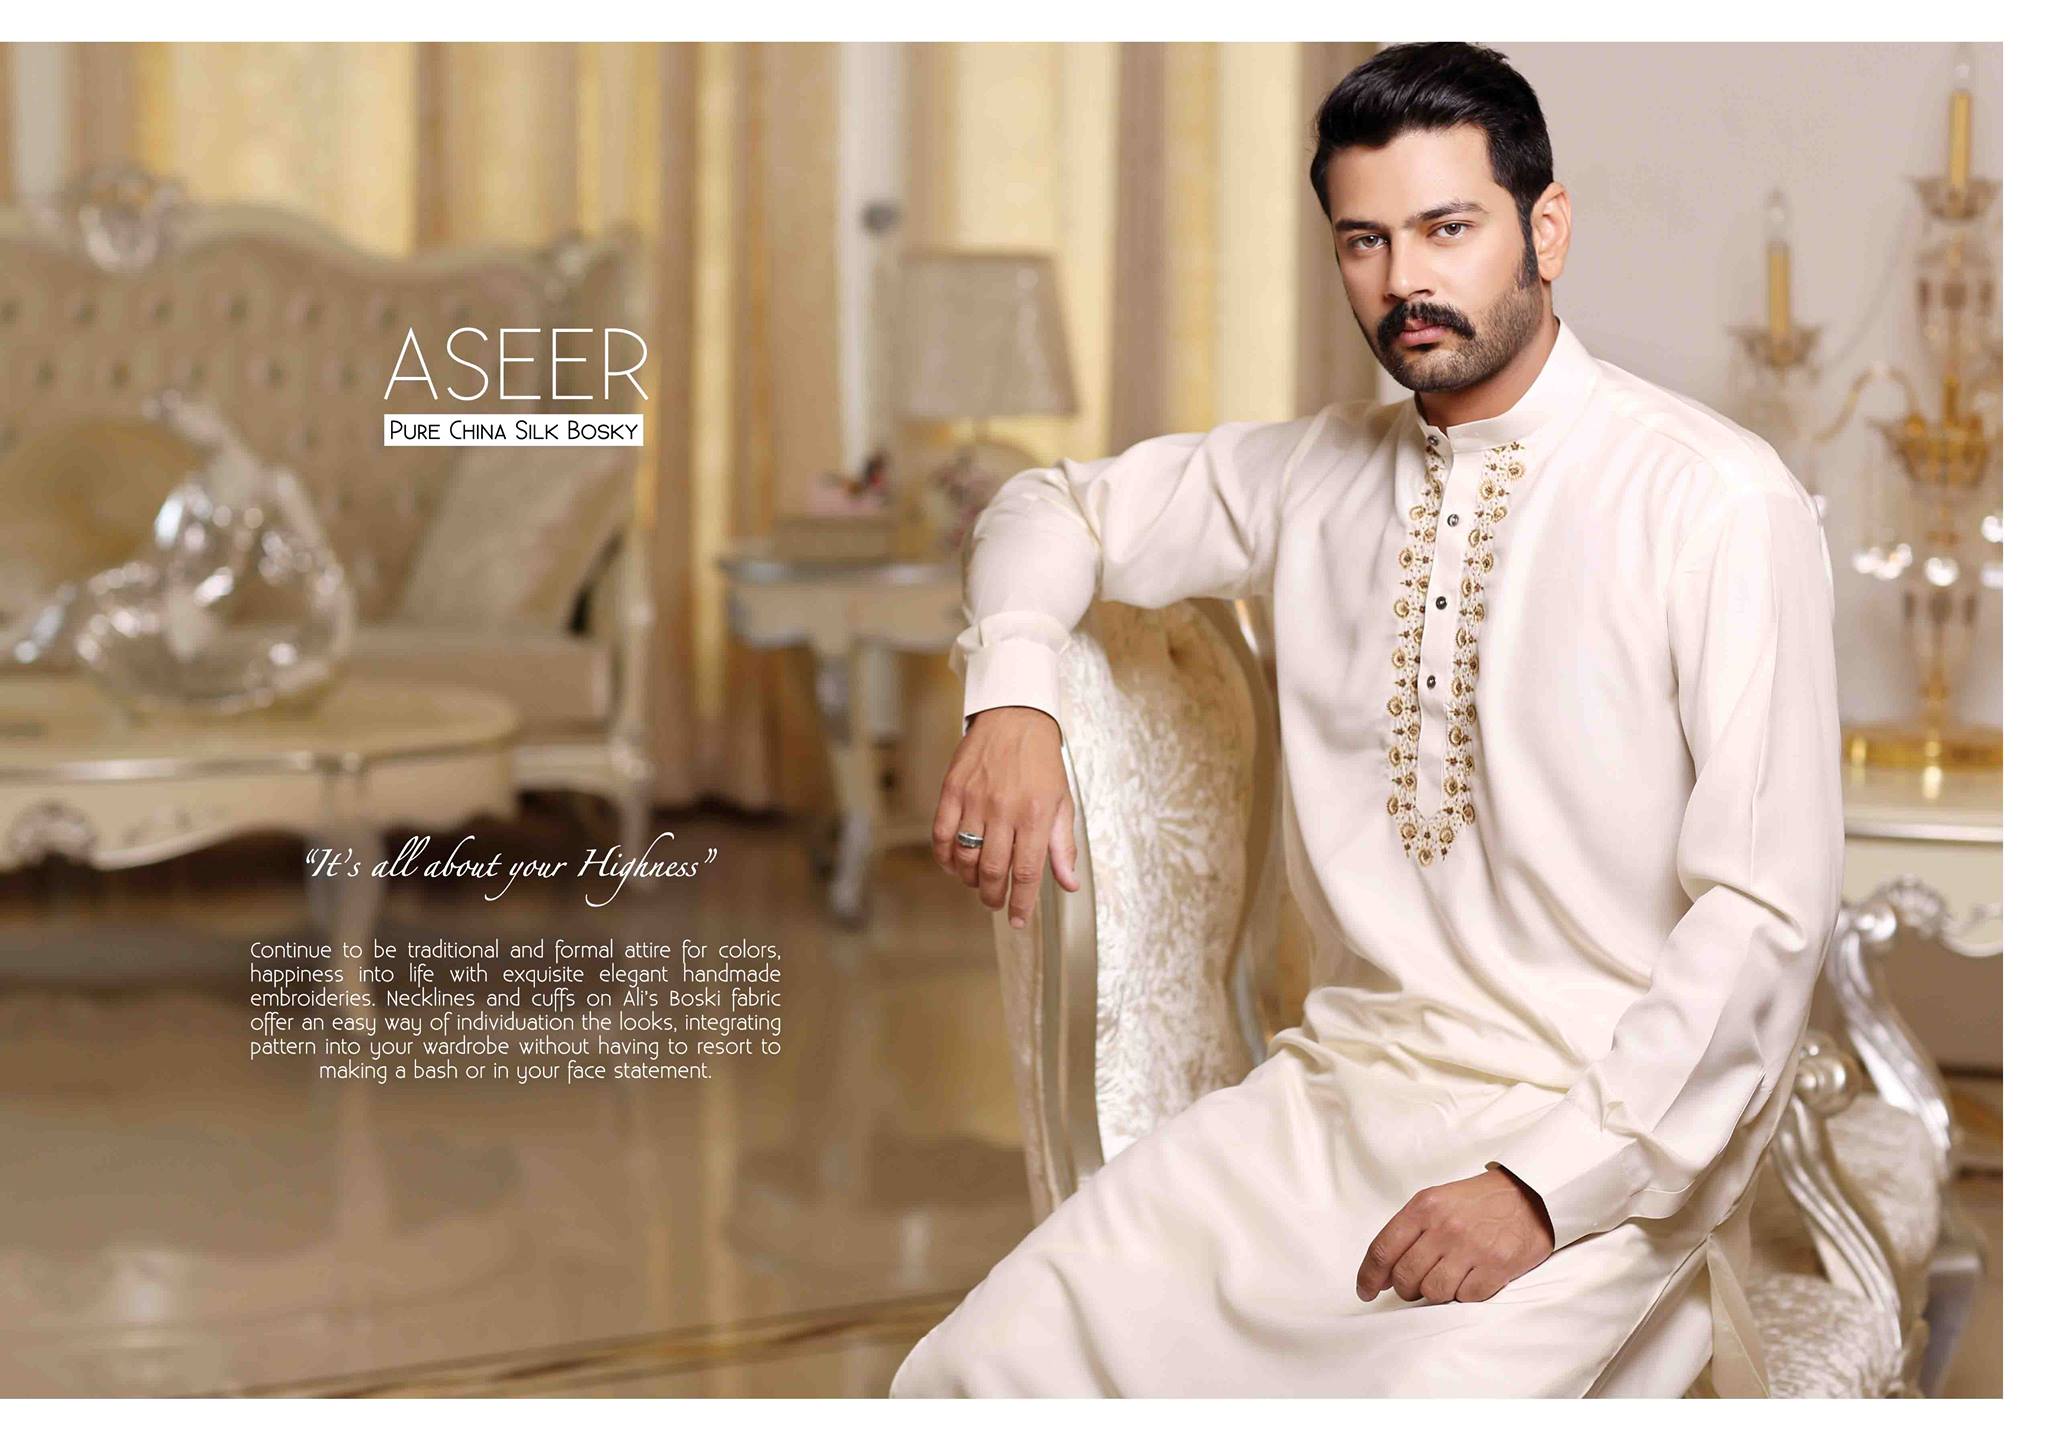 ASEER
PURE CHINA SILK BOSKY
“It's all about your Highness”
Continue to be traditional and formal attire for colors,
happiness into life with exquisite elegant handmade
embroideries. Necklines and cuffs on Ali's Boski fabric
offer an easy way of individuation the looks, integrating
pattern into your wardrobe without having to resort to
making a bash or in your face statement.